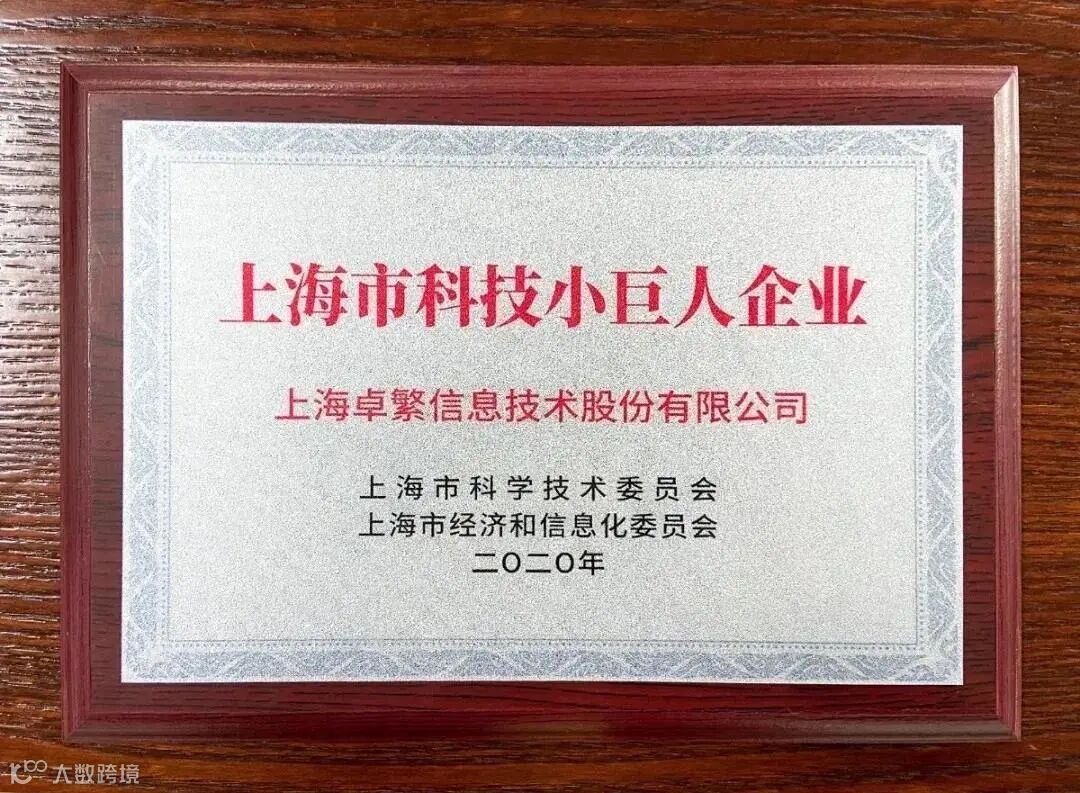 上海市科技小巨人企业
上海卓繁信息技术股份有限公司
上海市科学技术委员会
上海市经济和信息化委员会
二〇二〇年
大数跨境